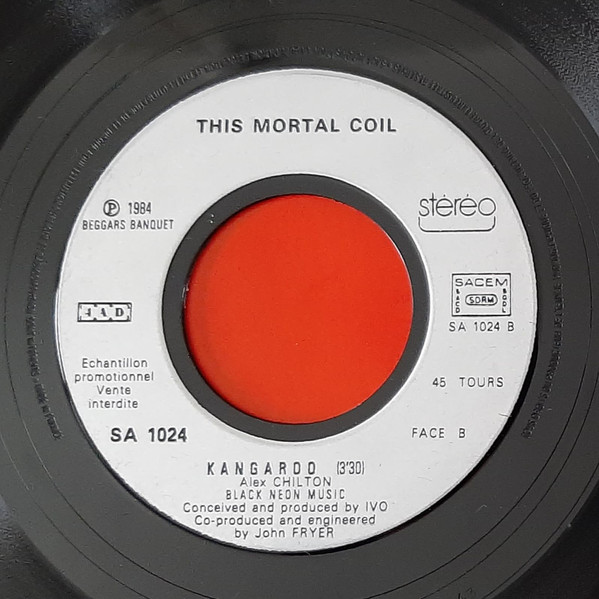 THIS MORTAL COIL
℗ 1984
BEGGARS BANQUET
stéréo
4AD
SACEM
SACD
SDRM
SGDL
SA 1024 B
Echantillon
promotionnel
Vente
interdite
45 TOURS
SA 1024
FACE B
KANGAROO (3'30)
Alex CHILTON
BLACK NEON MUSIC
Conceived and produced by IVO
Co-produced and engineered
by John FRYER